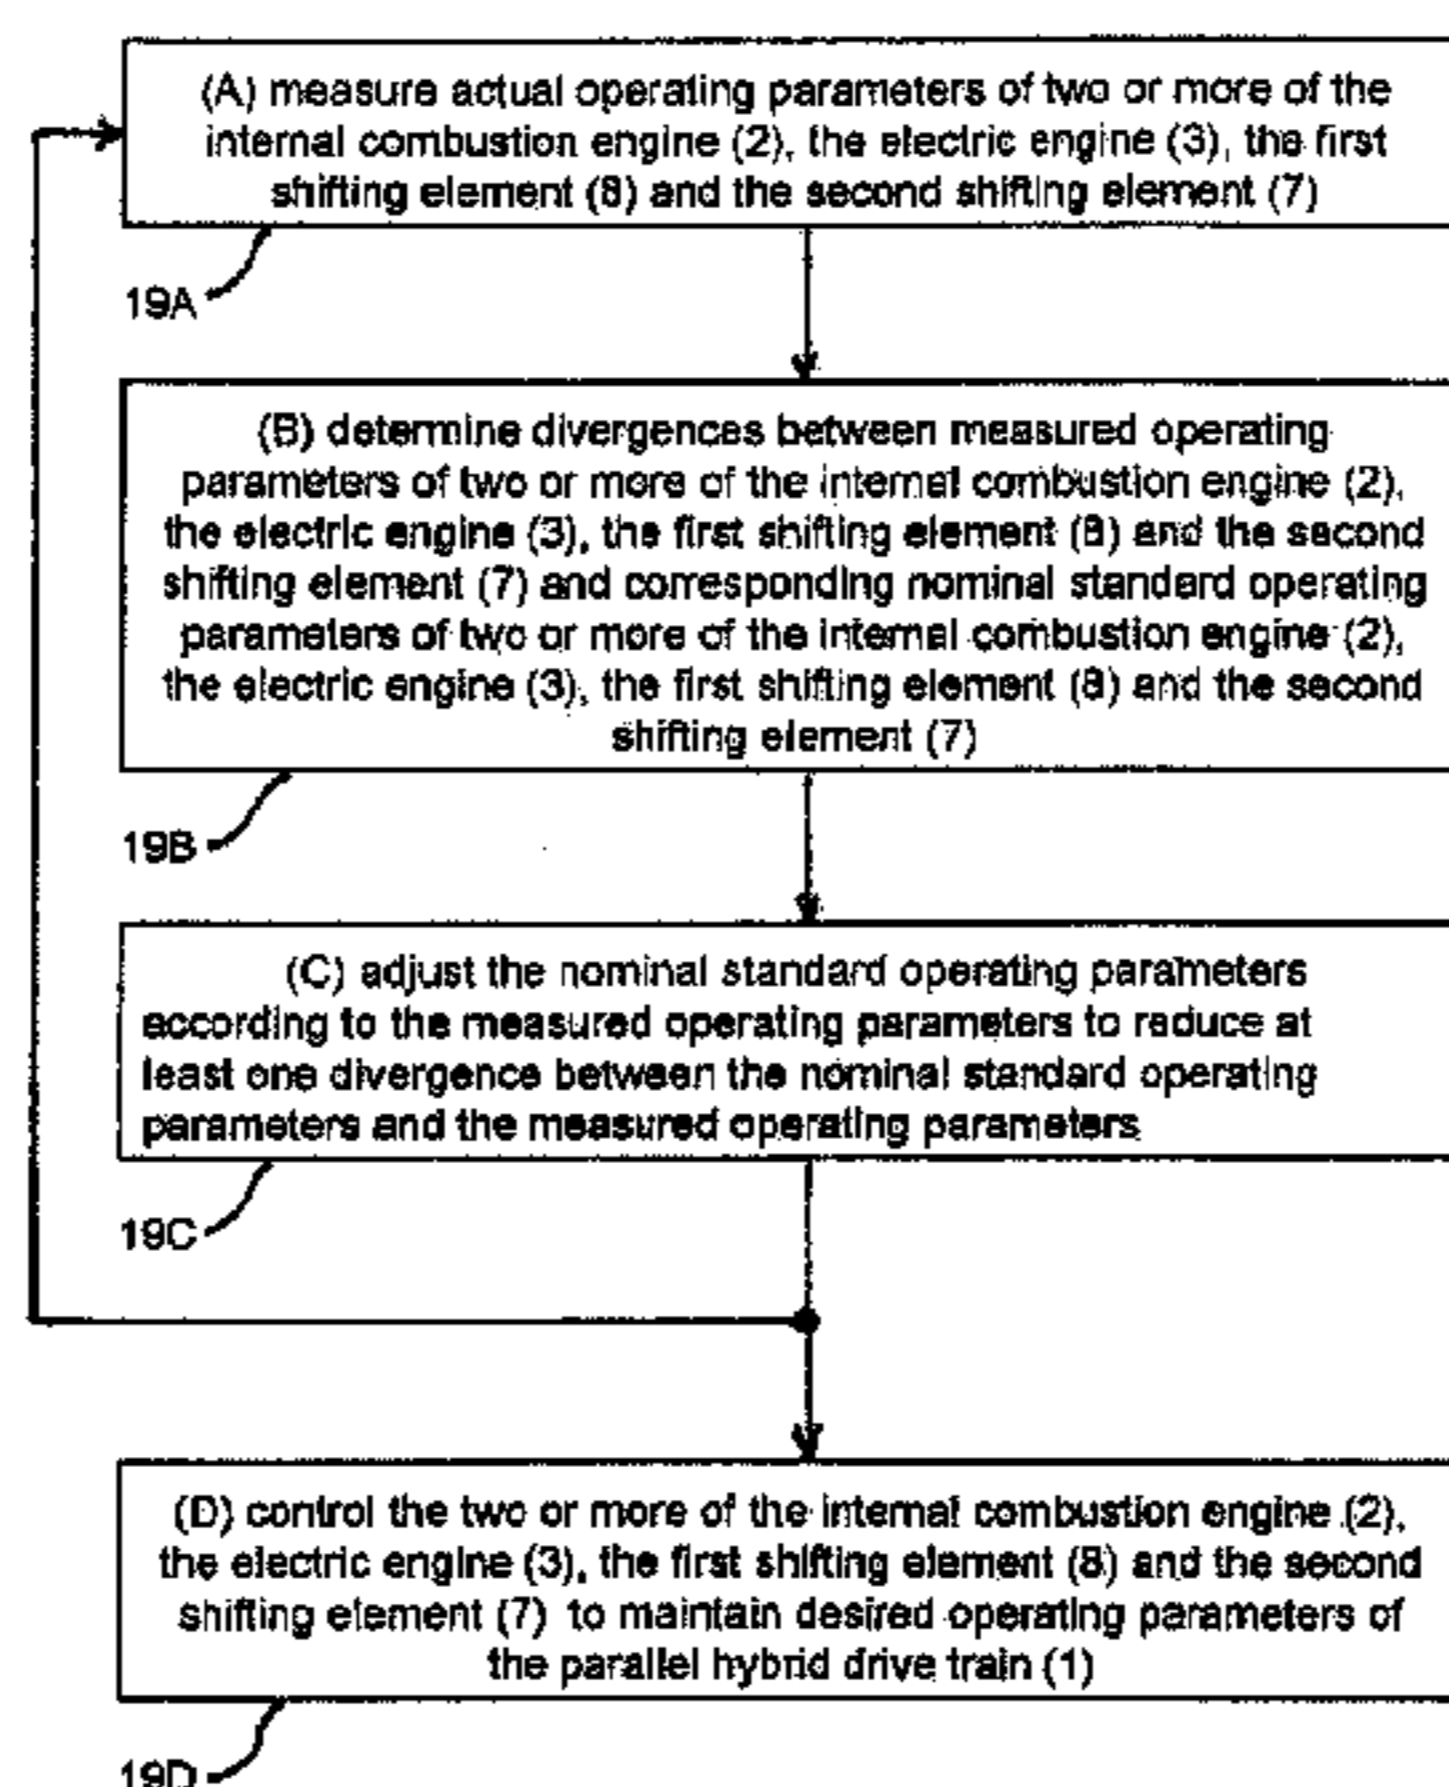 (A) measure actual operating parameters of two or more of the
internal combustion engine (2), the electric engine (3), the first
shifting element (8) and the second shifting element (7)
19A
(B) determine divergences between measured operating
parameters of two or more of the internal combustion engine (2),
the electric engine (3), the first shifting element (8) and the second
shifting element (7) and corresponding nominal standard operating
parameters of two or more of the internal combustion engine (2),
the electric engine (3), the first shifting element (8) and the second
shifting element (7)
19B
(C) adjust the nominal standard operating parameters
according to the measured operating parameters to reduce at
least one divergence between the nominal standard operating
parameters and the measured operating parameters
19C
(D) control the two or more of the internal combustion engine (2),
the electric engine (3), the first shifting element (8) and the second
shifting element (7) to maintain desired operating parameters of
the parallel hybrid drive train (1)
19D